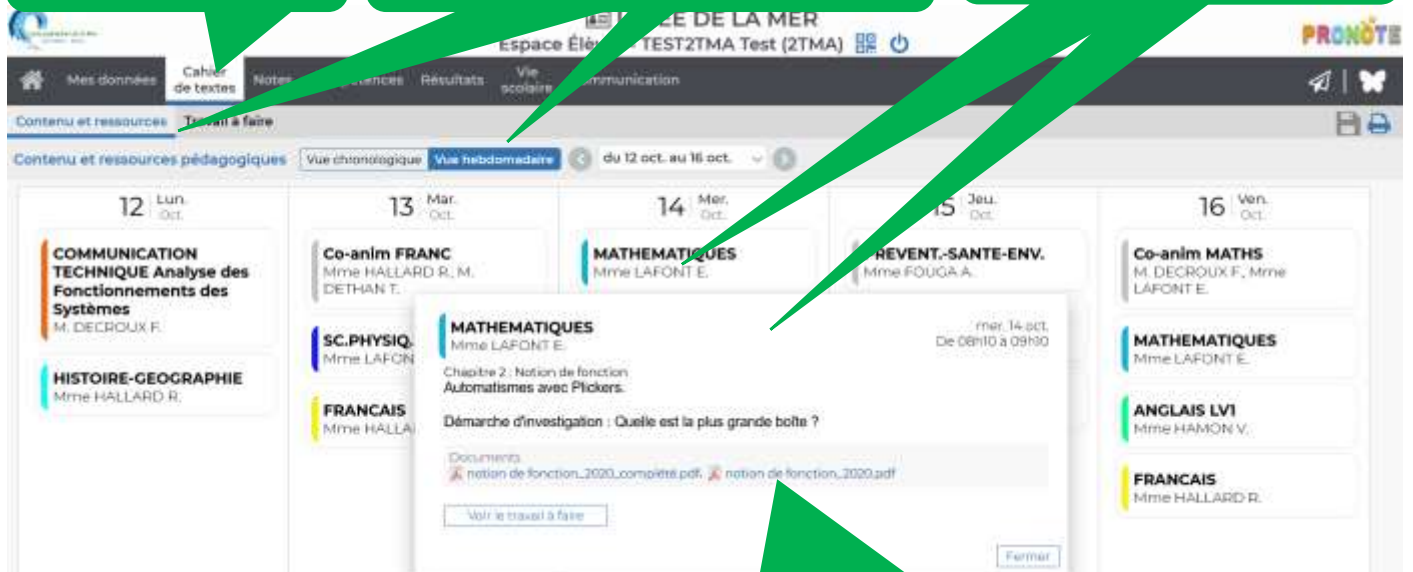 DE LA MER
Espace TEST2TMA Test (2TMA)
PRONOTE
Mes données
Cahier
de textes
Résultats
Vie
scolaire
Contenu et ressources
Travail à faire
Contenu et ressources pédagogiques
Vue chronologique
Vue hebdomadaire
du 12 oct. au 16 oct.
12 Lun. Oct.
13 Mar. Oct.
14 Mer. Oct.
15 Jeu. Oct.
16 Ven. Oct.
COMMUNICATION
TECHNIQUE Analyse des
Fonctionnements des
Systèmes
M. DECROUX F.
HISTOIRE-GEOGRAPHIE
Mme HALLARD R.
Co-anim FRANC
Mme HALLARD R., M.
DETHAN T.
SC.PHYSIQ.
Mme LAFON
FRANCAIS
Mme HALLA
MATHEMATIQUES
Mme LAFONT E.
PREVENT.-SANTE-ENV.
Mme FOUGA A.
Co-anim MATHS
M. DECROUX F., Mme
LAFONT E.
MATHEMATIQUES
Mme LAFONT E.
ANGLAIS LV1
Mme HAMON V.
FRANCAIS
Mme HALLARD R.
MATHEMATIQUES
Mme LAFONT E.
mer. 14 oct.
De 08h10 à 09h10
Chapitre 2 : Notion de fonction
Automatismes avec Plickers.
Démarche d'investigation : Quelle est la plus grande boîte ?
Documents
notion de fonction_2020_complété.pdf, notion de fonction_2020.pdf
Voir le travail à faire
Fermer